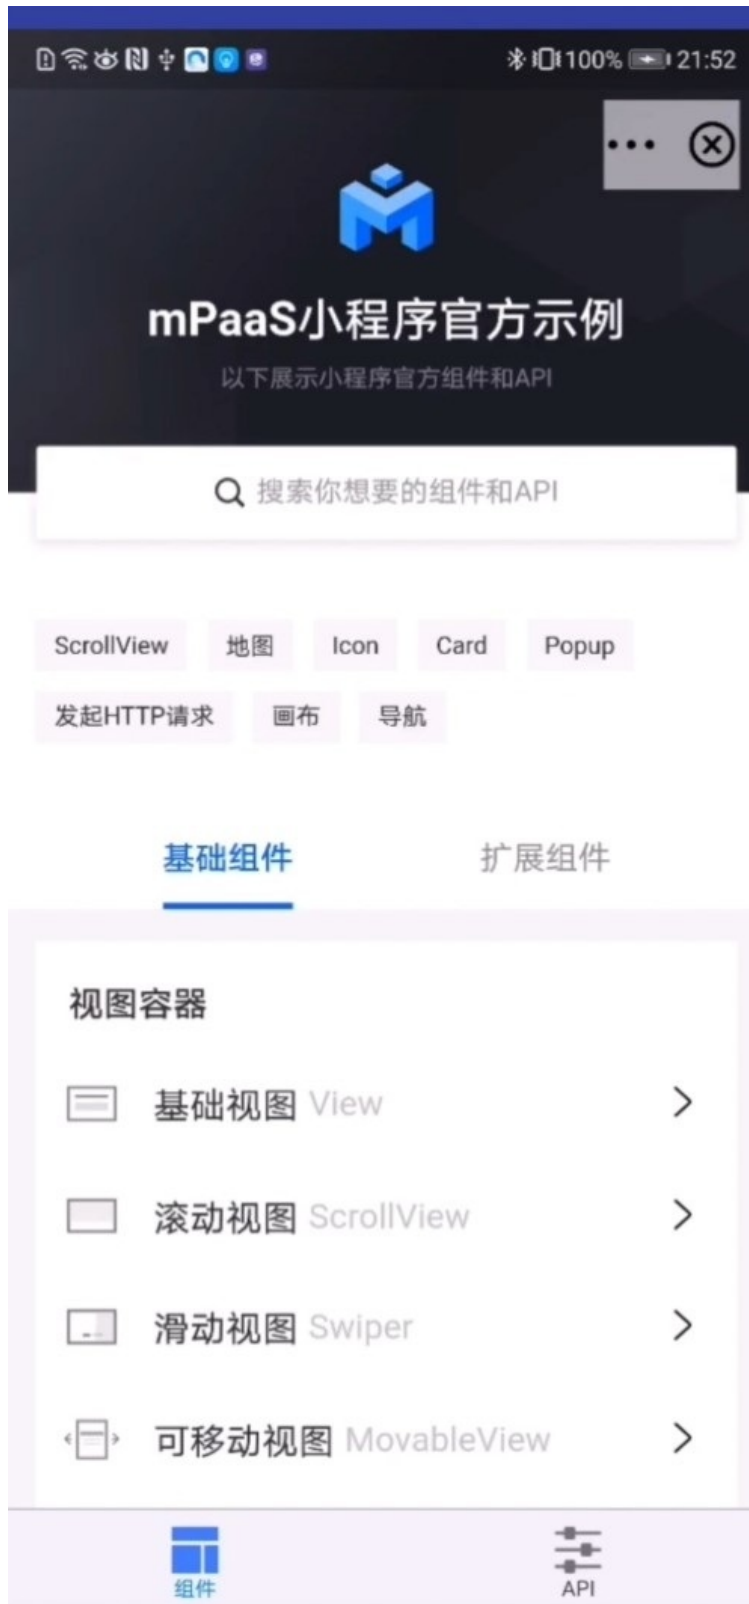 100% 21:52
mPaaS小程序官方示例
以下展示小程序官方组件和API
搜索你想要的组件和API
ScrollView 地图 Icon Card Popup
发起HTTP请求 画布 导航
基础组件 扩展组件
视图容器
基础视图 View
滚动视图 ScrollView
滑动视图 Swiper
可移动视图 MovableView
组件 API